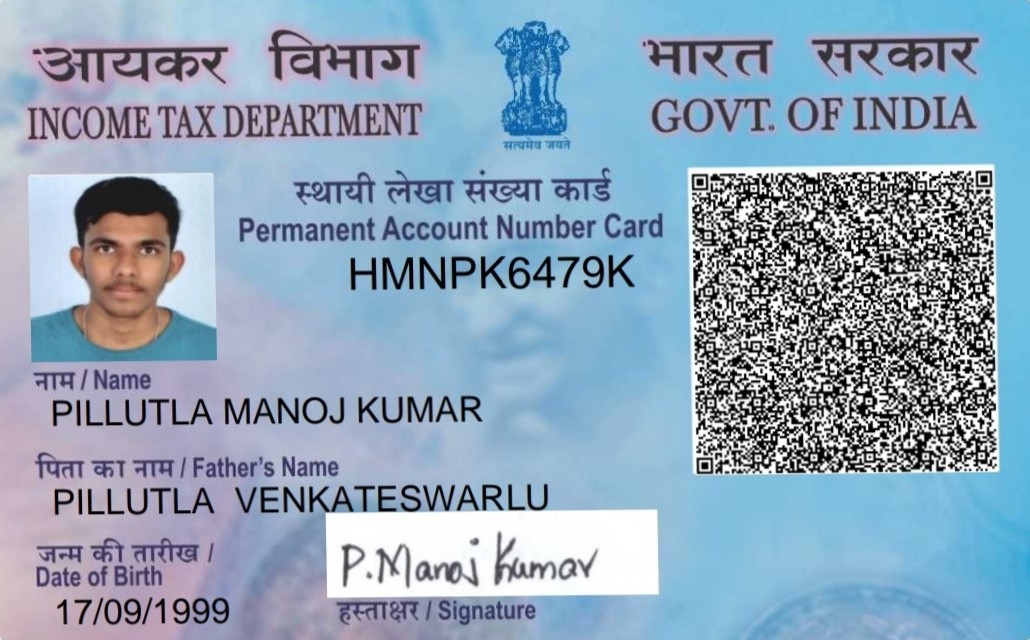 आयकर विभाग
INCOME TAX DEPARTMENT
सत्यमेव जयते
भारत सरकार
GOVT. OF INDIA
स्थायी लेखा संख्या कार्ड
Permanent Account Number Card
HMNPK6479K
नाम / Name
PILLUTLA MANOJ KUMAR
पिता का नाम / Father's Name
PILLUTLA VENKATESWARLU
जन्म की तारीख /
Date of Birth
17/09/1999
P. Manoj Kumar
हस्ताक्षर / Signature